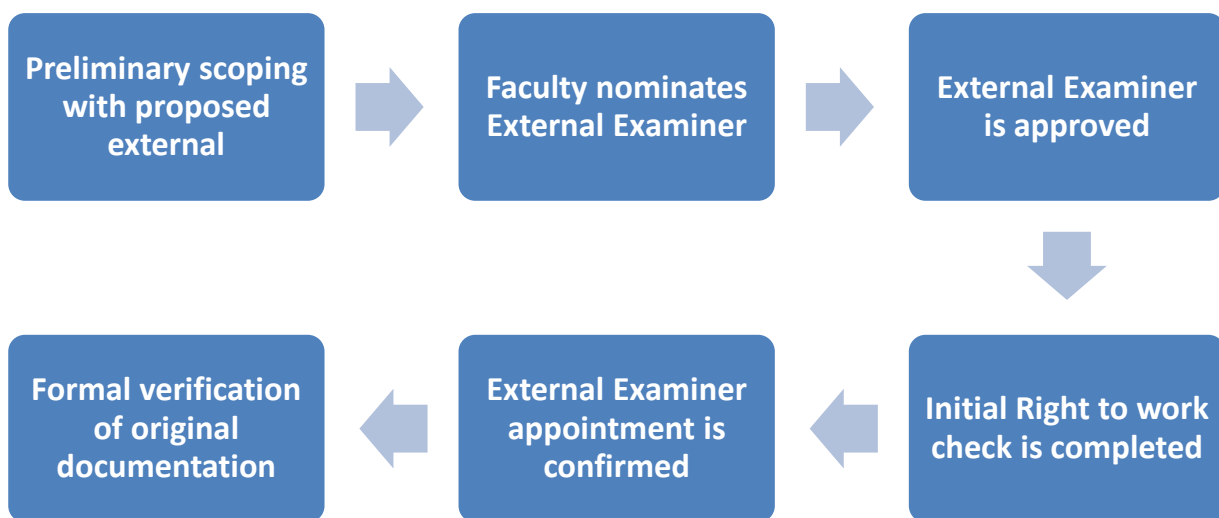 Preliminary scoping
with proposed
external
Faculty nominates
External Examiner
External Examiner
is approved
Initial Right to work
check is completed
External Examiner
appointment is
confirmed
Formal verification
of original
documentation